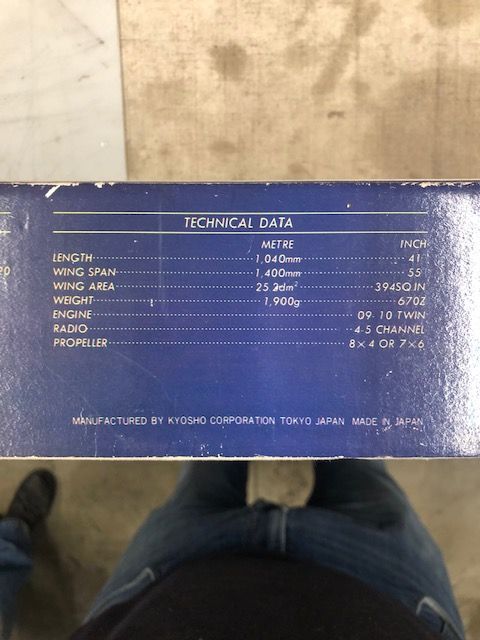 TECHNICAL DATA
METRE INCH
LENGTH 1,040mm 41
WING SPAN 1,400mm 55
WING AREA 25.2dm² 394SQ.IN
WEIGHT 1,900g 67OZ
ENGINE 09-10 TWIN
RADIO 4-5 CHANNEL
PROPELLER 8×4 OR 7×6
20
MANUFACTURED BY KYOSHO CORPORATION TOKYO JAPAN MADE IN JAPAN